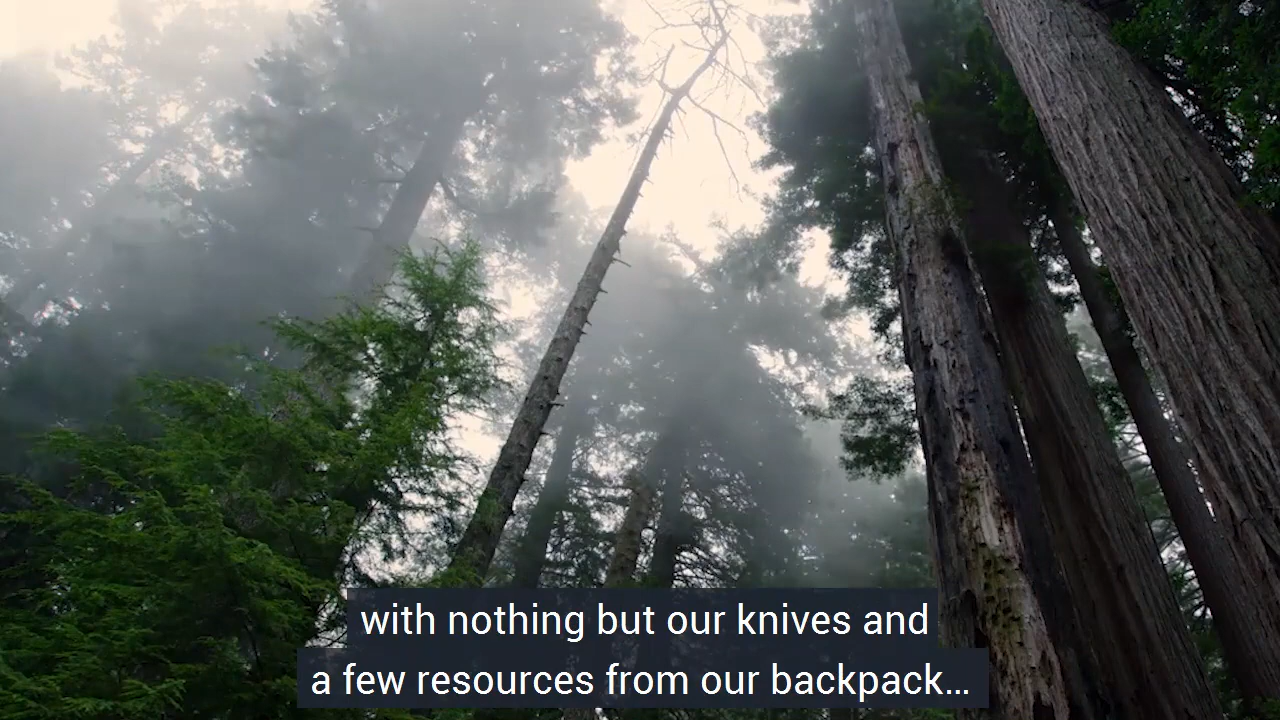 with nothing but our knives and
a few resources from our backpack...